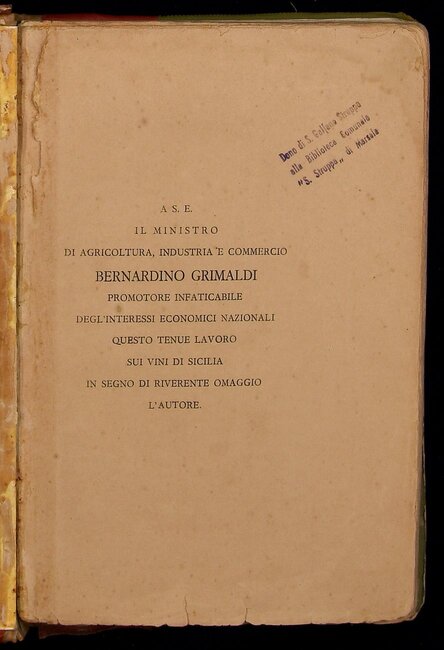 Dono di S. Galfano Struppa
alla Biblioteca Comunale
"S. Struppa„ di Marsala
A S. E.
IL MINISTRO
DI AGRICOLTURA, INDUSTRIA E COMMERCIO
BERNARDINO GRIMALDI
PROMOTORE INFATICABILE
DEGL'INTERESSI ECONOMICI NAZIONALI
QUESTO TENUE LAVORO
SUI VINI DI SICILIA
IN SEGNO DI RIVERENTE OMAGGIO
L'AUTORE.